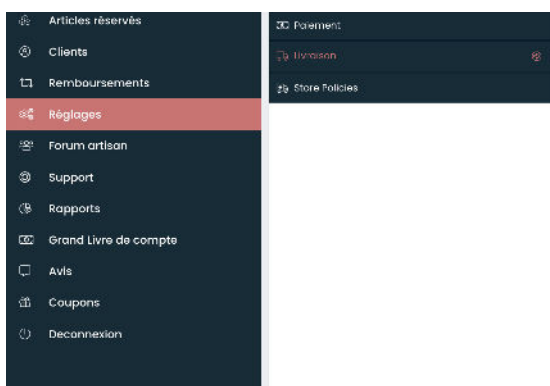 Articles réservés
Clients
Remboursements
Réglages
Forum artisan
Support
Rapports
Grand Livre de compte
Avis
Coupons
Deconnexion
Paiement
Livraison
Store Policies